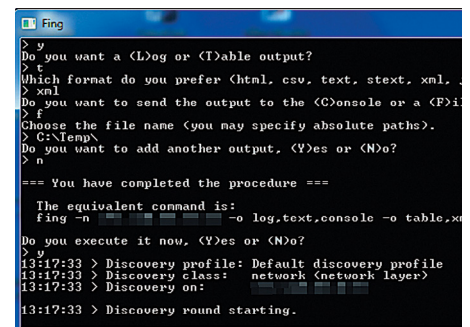 Fing
> y
Do you want a (L)og or (T)able output?
> t
Which format do you prefer (html, csv, text, stext, xml,
> xml
Do you want to send the output to the (C)onsole or a (F)i
> f
Choose the file name (you may specify absolute paths).
> C:\Temp\
Do you want to add another output, (Y)es or (N)o?
> n
=== You have completed the procedure ===
The equivalent command is:
fing -n -o log,text,console -o table,xm
Do you execute it now, (Y)es or (N)o?
> y
13:17:33 > Discovery profile: Default discovery profile
13:17:33 > Discovery class: network (network layer)
13:17:33 > Discovery on:
13:17:33 > Discovery round starting.